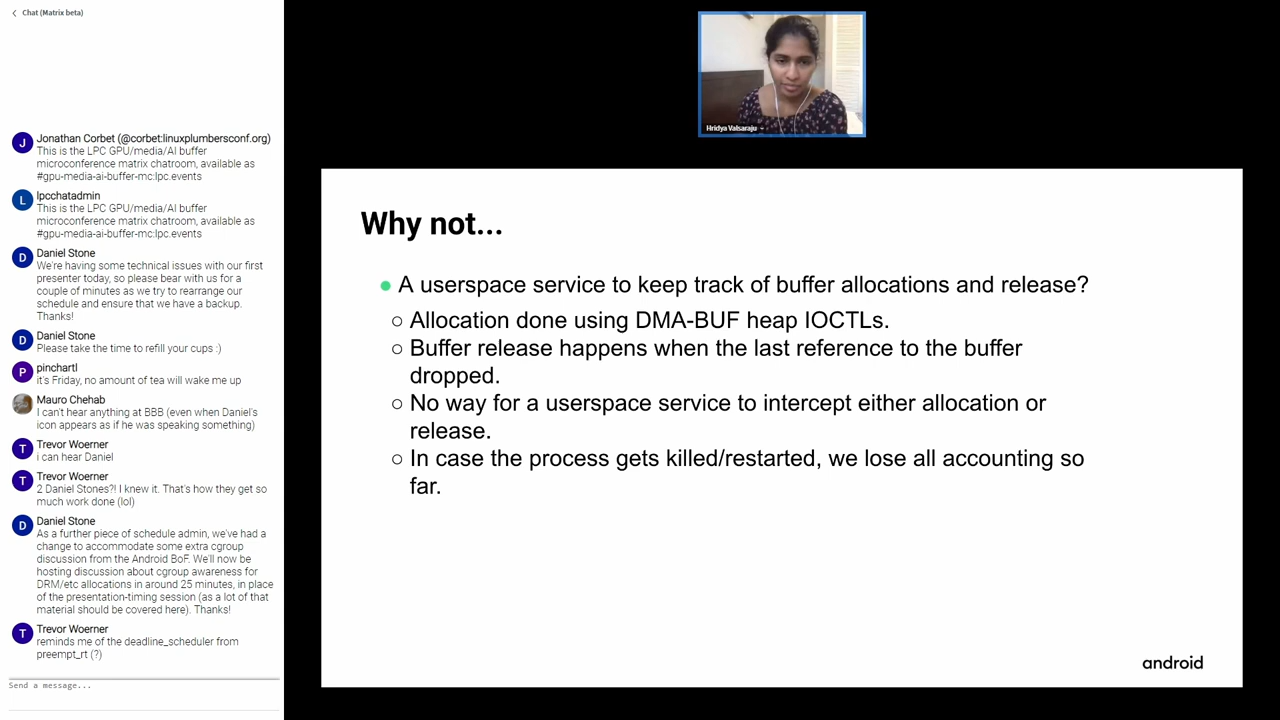 Chat (Matrix beta)
J
Jonathan Corbet (@corbet:linuxplumbersconf.org)
This is the LPC GPU/media/AI buffer
microconference matrix chatroom, available as
#gpu-media-ai-buffer-mc:lpc.events
L
lpcchatadmin
This is the LPC GPU/media/AI buffer
microconference matrix chatroom, available as
#gpu-media-ai-buffer-mc:lpc.events
D
Daniel Stone
We're having some technical issues with our first
presenter today, so please bear with us for a
couple of minutes as we try to rearrange our
schedule and ensure that we have a backup.
Thanks!
D
Daniel Stone
Please take the time to refill your cups :)
P
pinchartl
it's Friday, no amount of tea will wake me up
Mauro Chehab
I can't hear anything at BBB (even when Daniel's
icon appears as if he was speaking something)
T
Trevor Woerner
i can hear Daniel
T
Trevor Woerner
2 Daniel Stones?! I knew it. That's how they get so
much work done (lol)
D
Daniel Stone
As a further piece of schedule admin, we've had a
change to accommodate some extra cgroup
discussion from the Android BoF. We'll now be
hosting discussion about cgroup awareness for
DRM/etc allocations in around 25 minutes, in place
of the presentation-timing session (as a lot of that
material should be covered here). Thanks!
T
Trevor Woerner
reminds me of the deadline_scheduler from
preempt_rt (?)
Send a message...
Hridya Valsaraju
Why not...
A userspace service to keep track of buffer allocations and release?
Allocation done using DMA-BUF heap IOCTLs.
Buffer release happens when the last reference to the buffer
dropped.
No way for a userspace service to intercept either allocation or
release.
In case the process gets killed/restarted, we lose all accounting so
far.
android